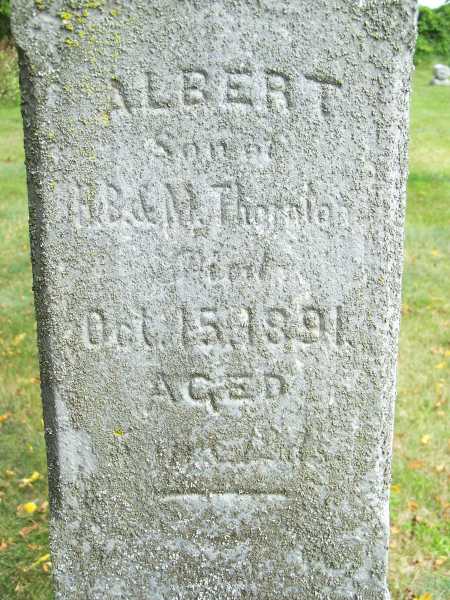 ALBERT
Son of
& M. Thornton
Died
Oct. 15, 1891.
AGED